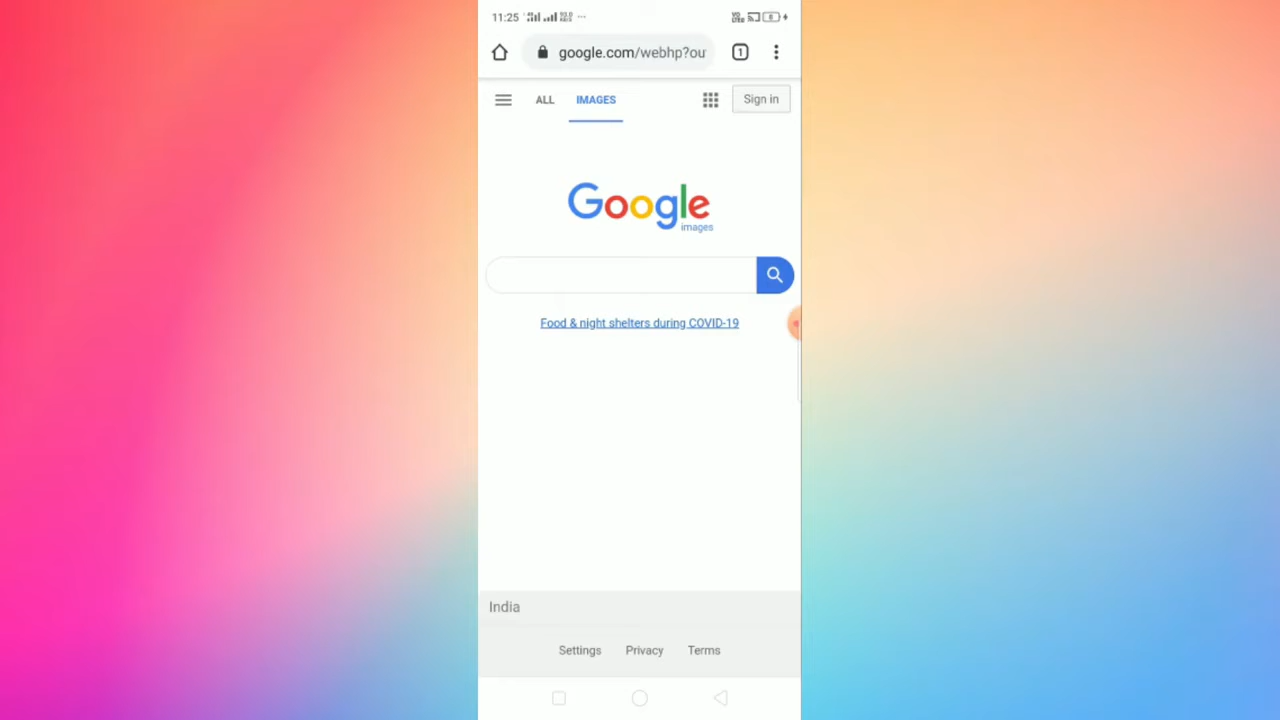 11:25
google.com/webhp?ou
1
ALL IMAGES
Sign in
Google
images
Food & night shelters during COVID-19
India
Settings Privacy Terms